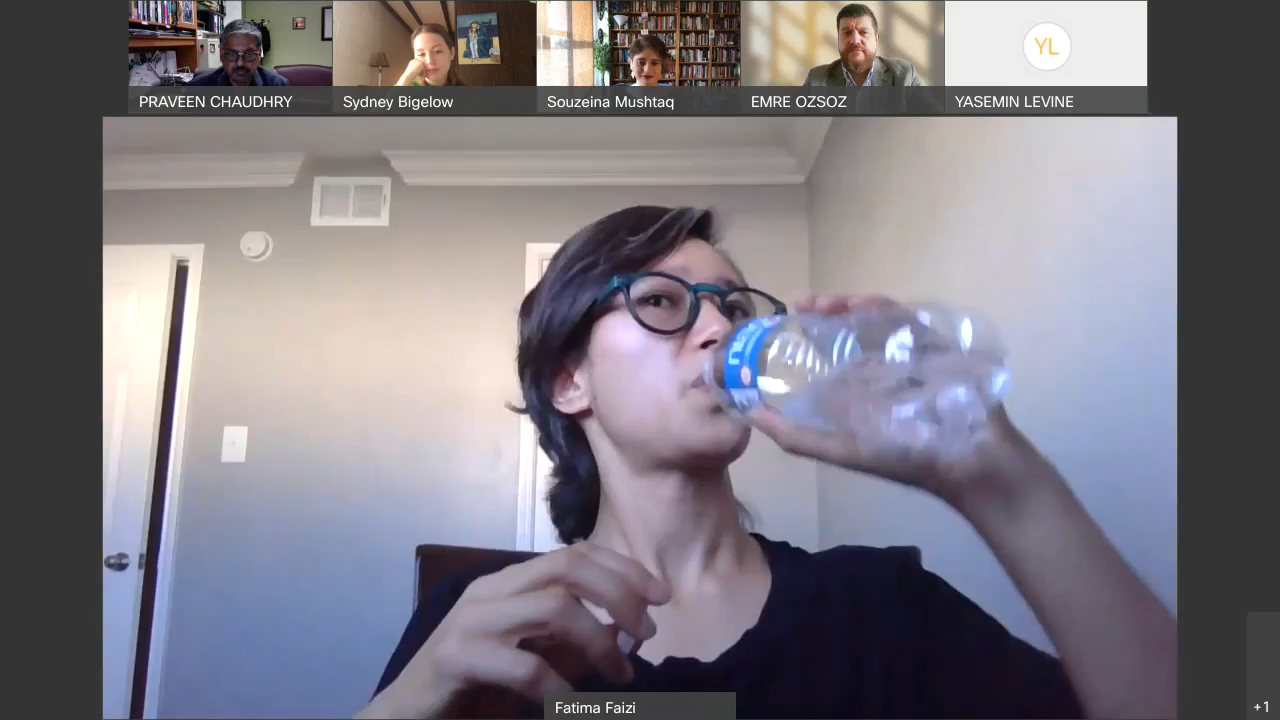 PRAVEEN CHAUDHRY
Sydney Bigelow
Souzeina Mushtaq
EMRE OZSOZ
YL
YASEMIN LEVINE
Fatima Faizi
+1